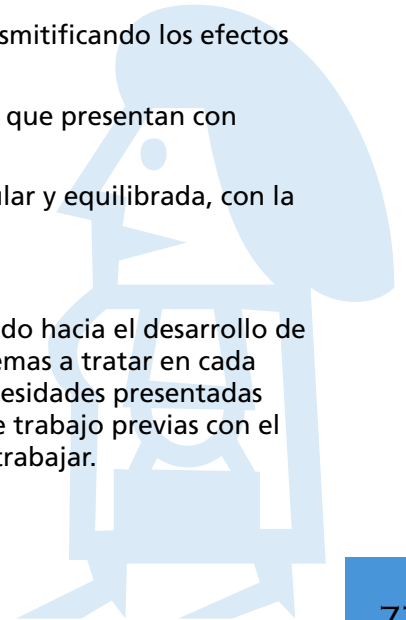 smitificando los efectos
que presentan con
ular y equilibrada, con la
do hacia el desarrollo de
emas a tratar en cada
esidades presentadas
e trabajo previas con el
trabajar.